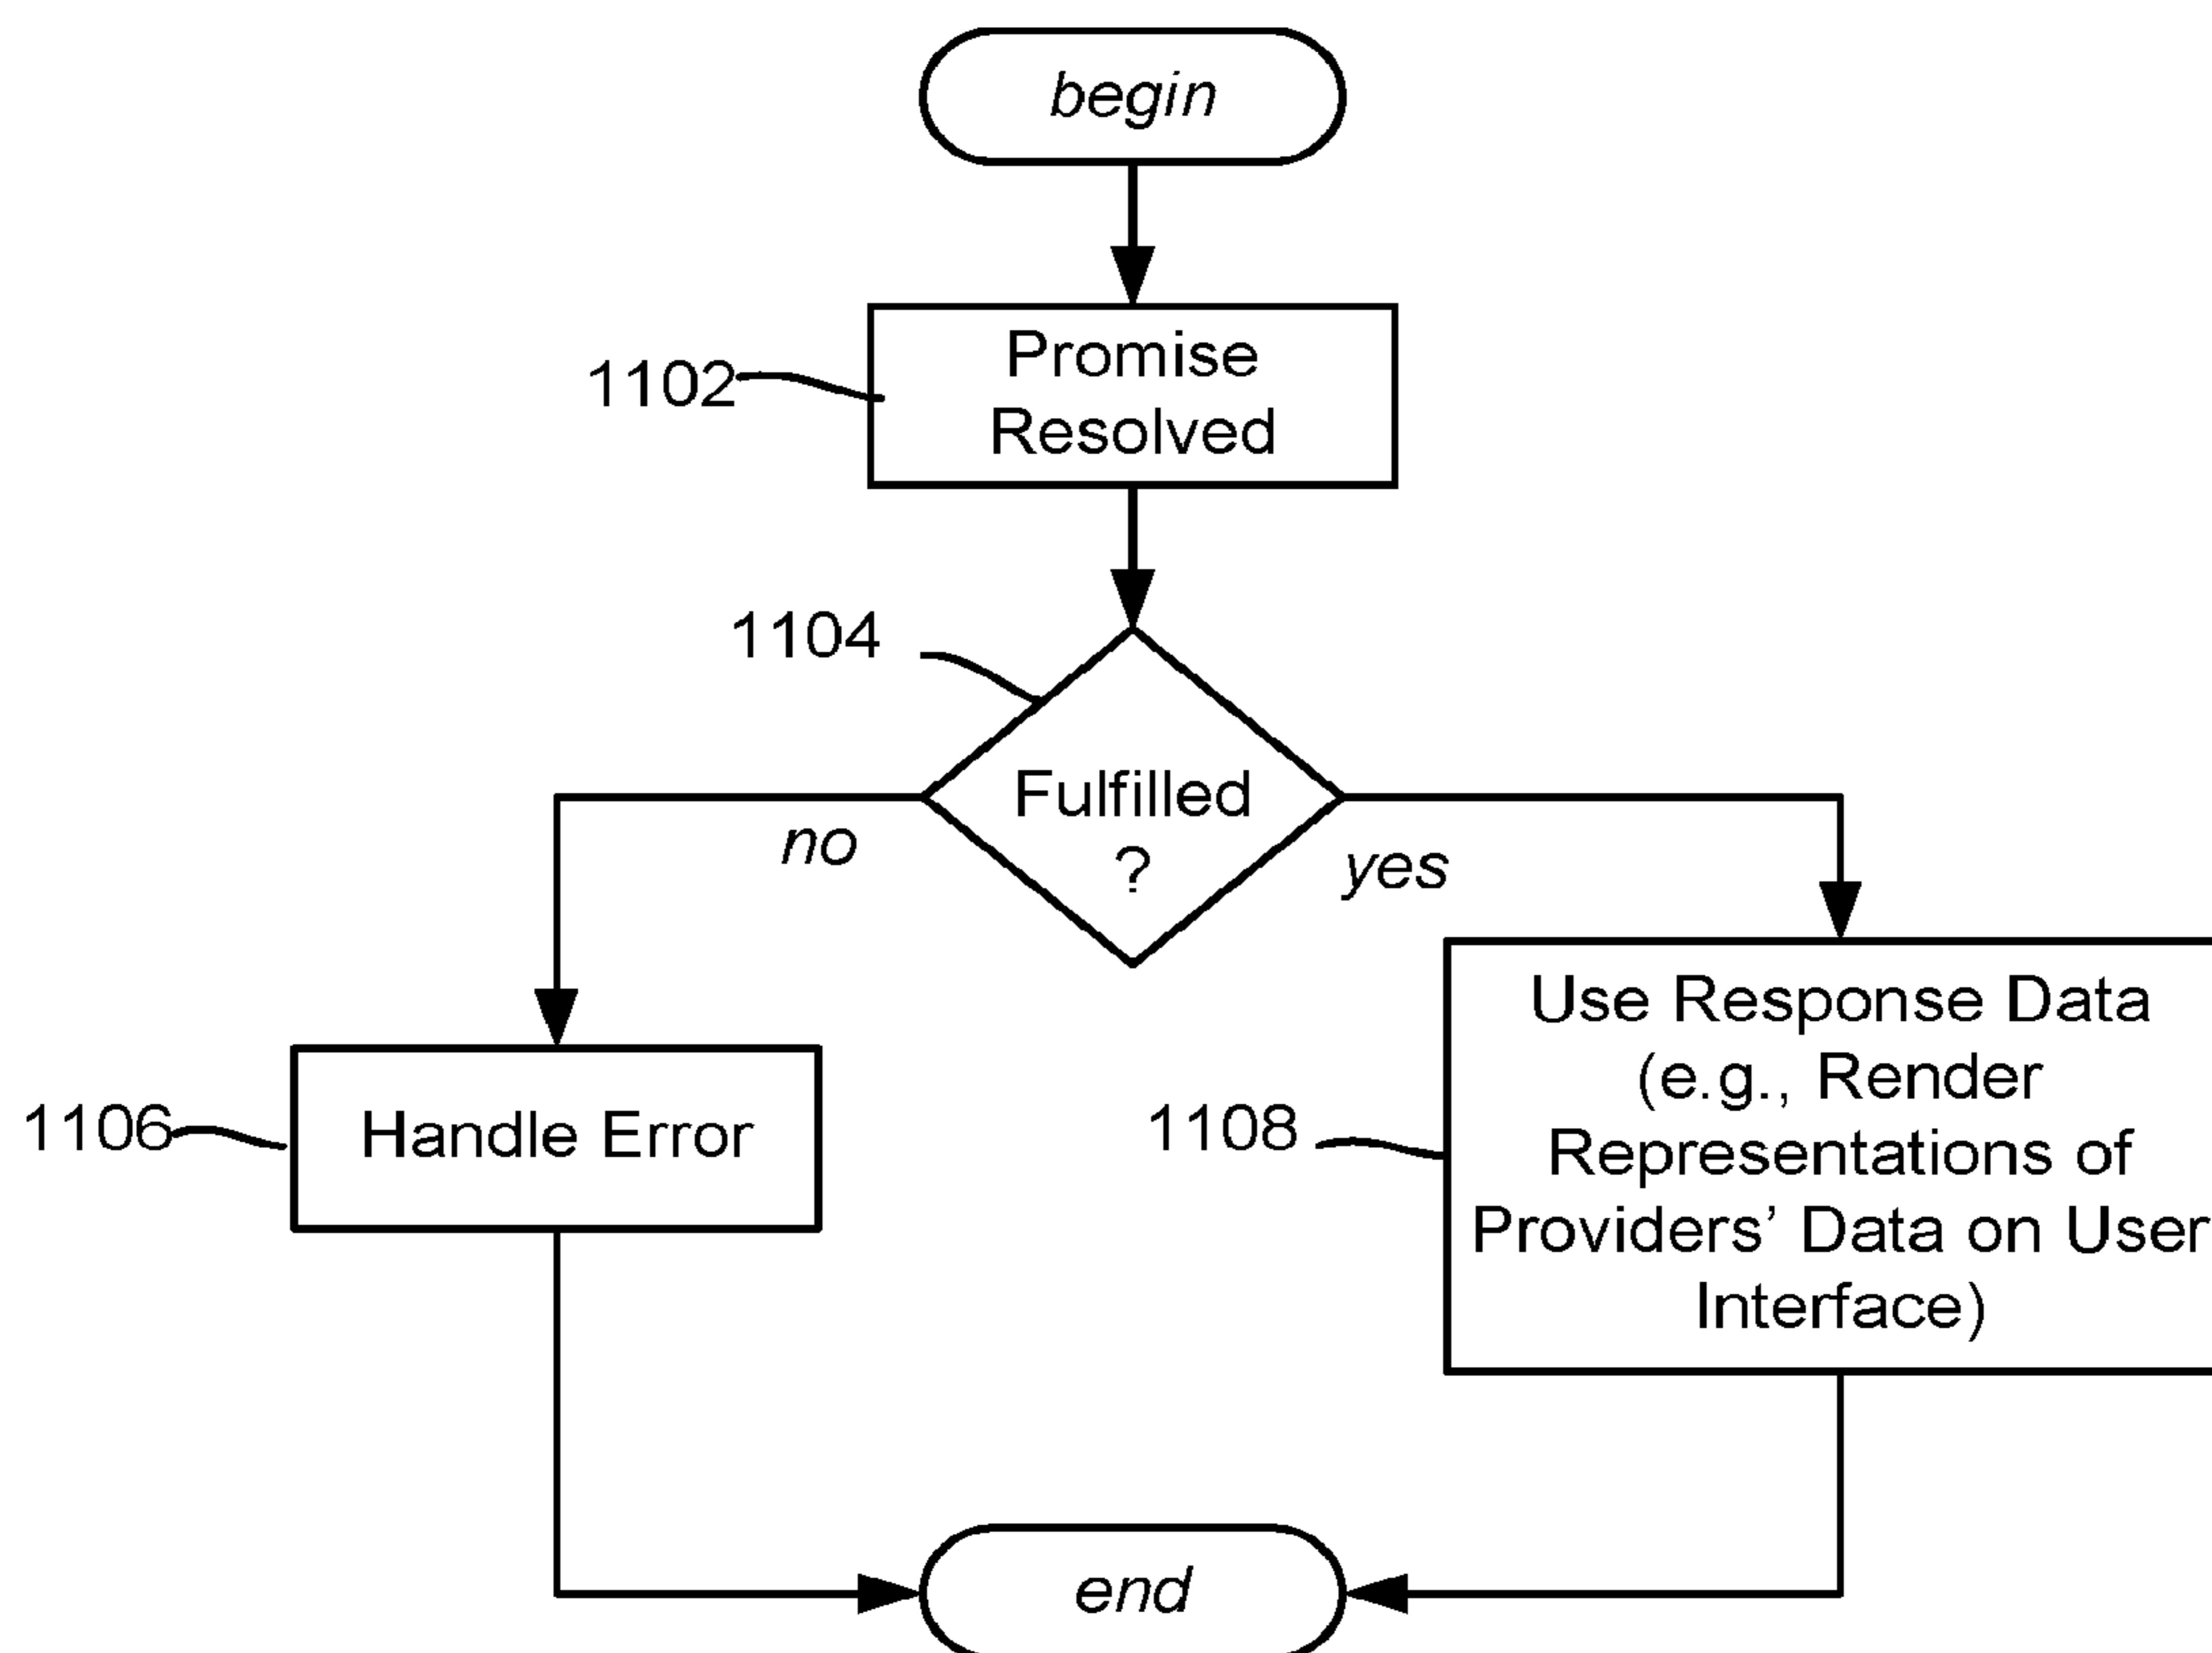 begin
1102
Promise
Resolved
1104
Fulfilled
?
no
yes
1106
Handle Error
1108
Use Response Data
(e.g., Render
Representations of
Providers’ Data on User
Interface)
end